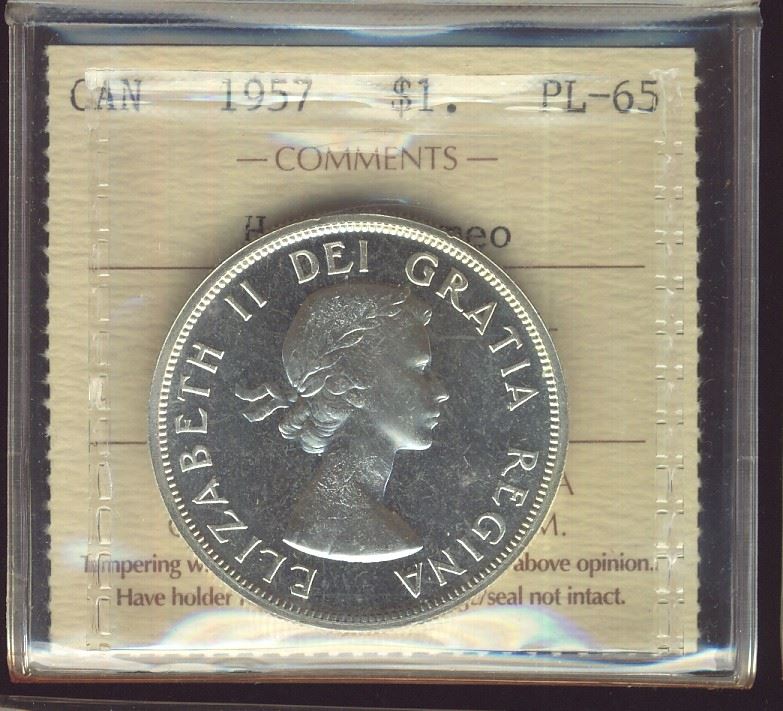 CAN 1957 $1. PL-65
— COMMENTS —
ELIZABETH II DEI GRATIA REGINA
above opinion.
Have holder
/seal not intact.